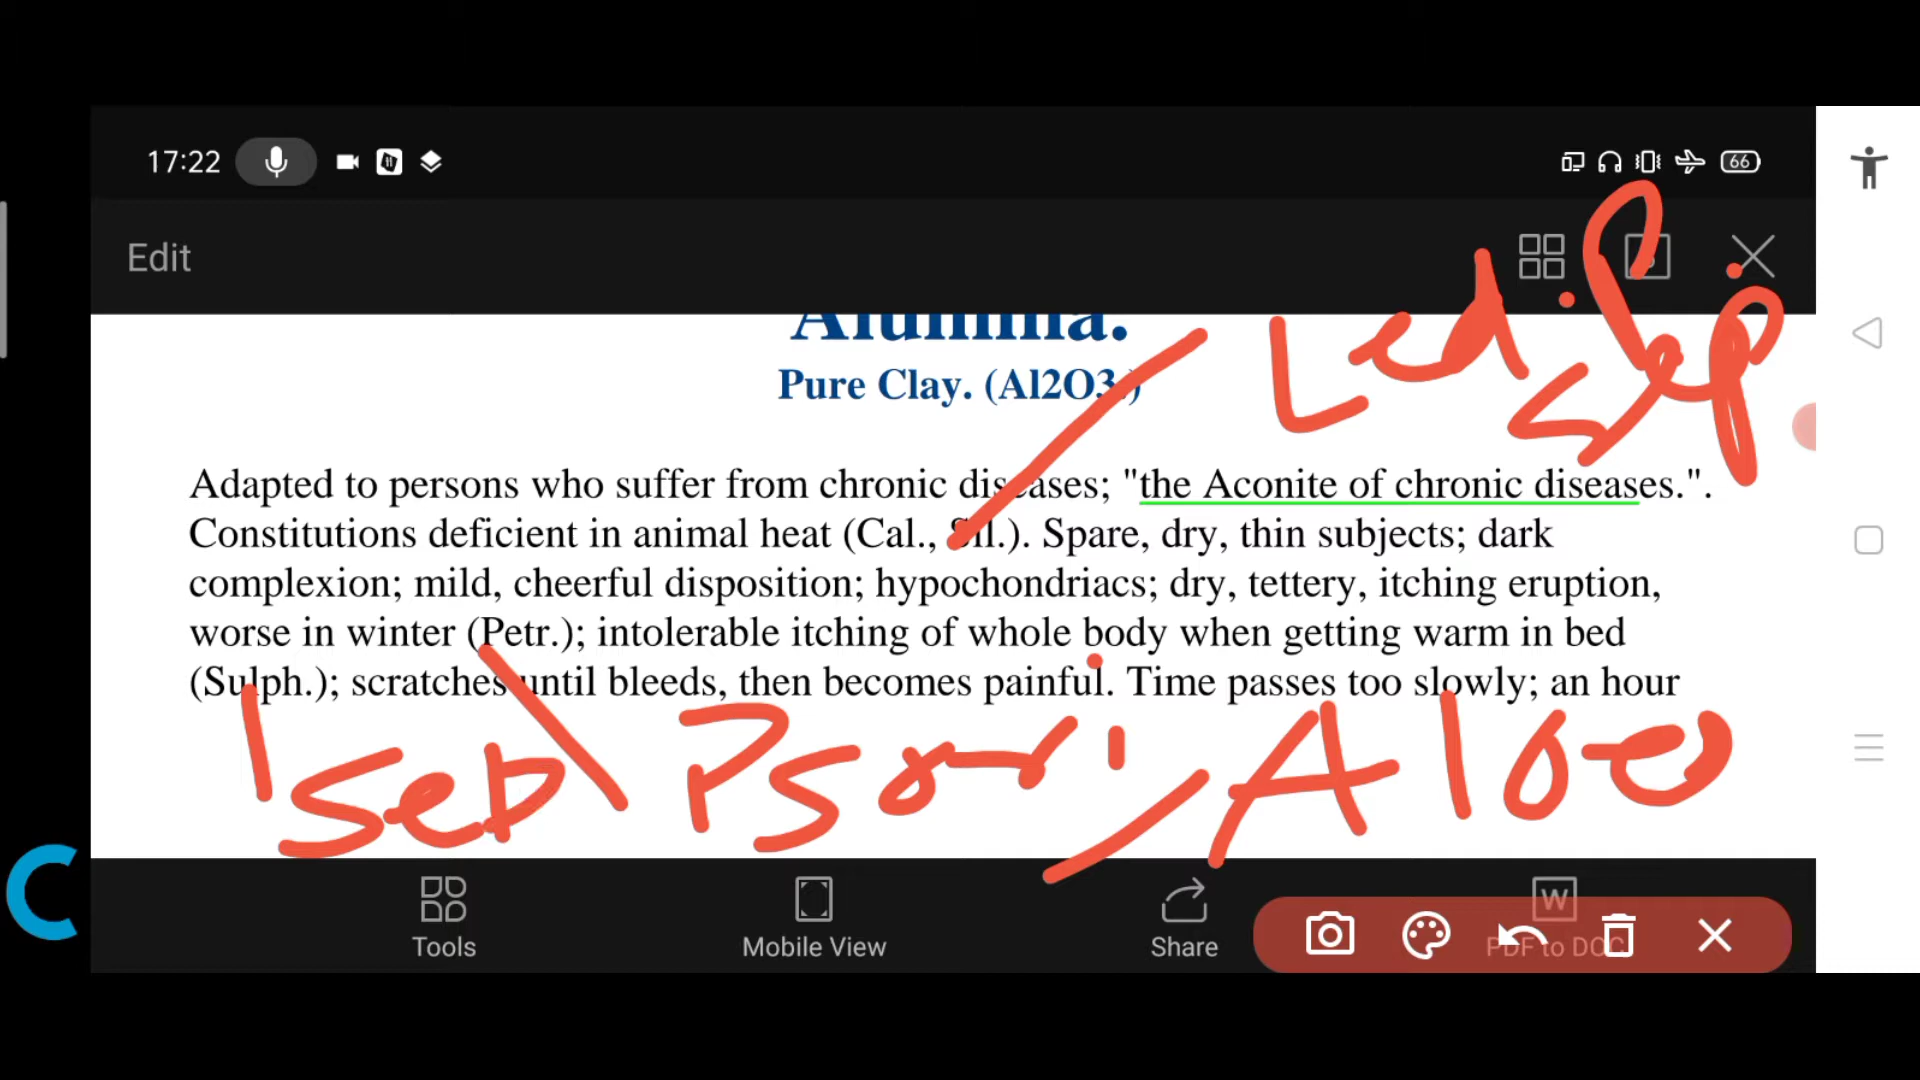 17:22
66
Edit
Alumina.
Pure Clay. (Al2O3.)
Led. Sep
Adapted to persons who suffer from chronic diseases; "the Aconite of chronic diseases.".
Constitutions deficient in animal heat (Cal., Sil.). Spare, dry, thin subjects; dark
complexion; mild, cheerful disposition; hypochondriacs; dry, tettery, itching eruption,
worse in winter (Petr.); intolerable itching of whole body when getting warm in bed
(Sulph.); scratches until bleeds, then becomes painful. Time passes too slowly; an hour
Psori, Aloe
Tools
Mobile View
Share
PDF to DOC